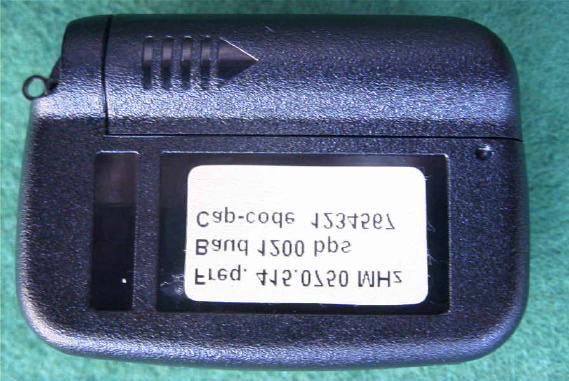 Freq. 415.0750 MHz
Baud 1200 bps
Cap-code 1234567